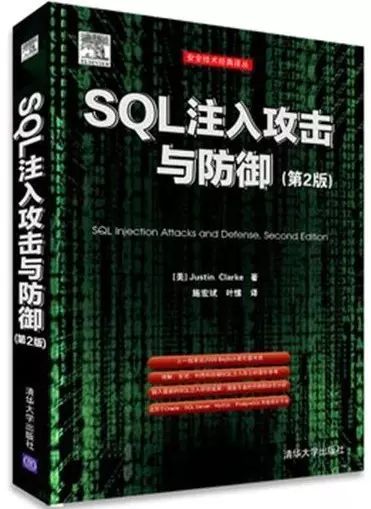 ELSEVIER
安全技术经典译丛
SQL注入攻击
与防御(第2版)
SQL Injection Attacks and Defense, Second Edition
[美] Justin Clarke 著
施宏斌 叶愫 译
清华大学出版社
SQL注入攻击与防御
(第2版)
清华大学出版社